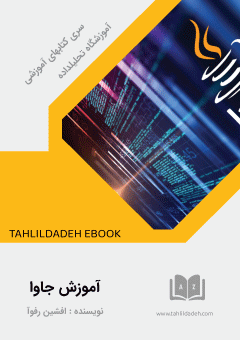 سری کتابهای آموزشی
آموزشگاه تحلیلداده
TAHLILDADEH EBOOK
آموزش جاوا
نویسنده : افشین رفوآ
A Z
www.tahlildadeh.com